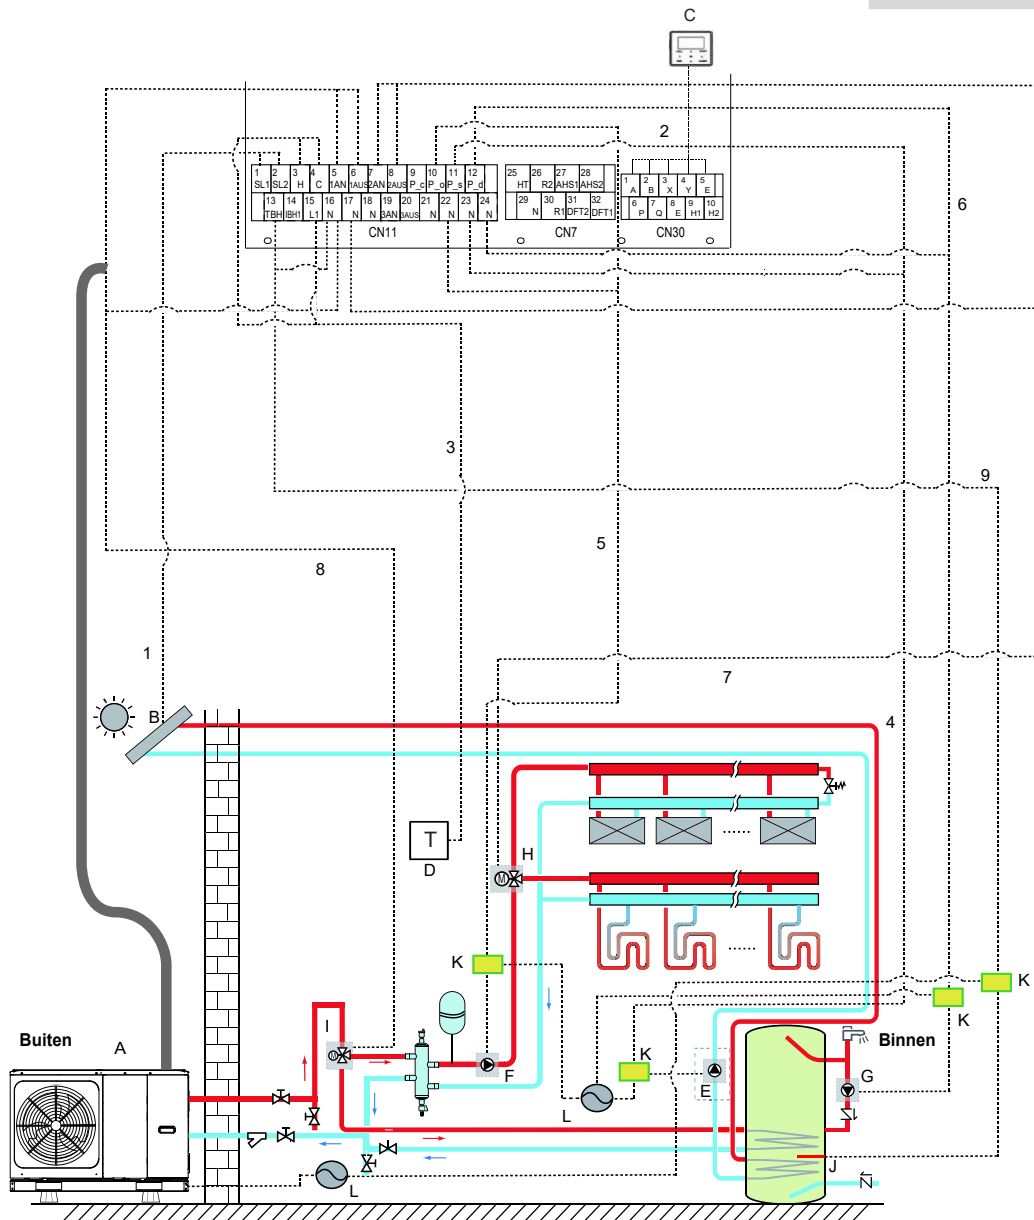 C
2
1 2 3 4 5 6 7 8 9 10 11 12
SL1 SL2 H C 1AN 1AUS 2AN 2AUS P_c P_o P_s P_d
13 14 15 16 17 18 19 20 21 22 23 24
TBH IBH1 L1 N N N 3AN 3AUS N N N N
CN11
25 26 27 28
HT R2 AHS1 AHS2
29 30 31 32
N R1 DFT2 DFT1
CN7
1 2 3 4 5
A B X Y E
6 7 8 9 10
P Q E H1 H2
CN30
6
3
9
5
8
1
7
B
4
T
D
H
M
K
K
K
I
M
Buiten
A
F
K
E
G
Binnen
L
J
L